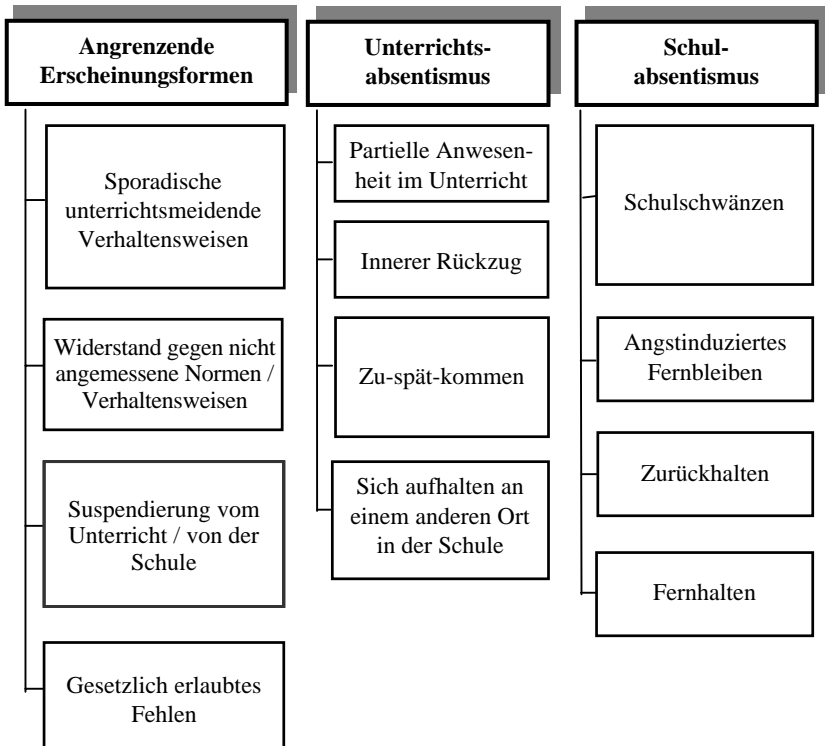 Angrenzende
Erscheinungsformen
Sporadische
unterrichtsmeidende
Verhaltensweisen
Widerstand gegen nicht
angemessene Normen /
Verhaltensweisen
Suspendierung vom
Unterricht / von der
Schule
Gesetzlich erlaubtes
Fehlen
Unterrichts-
absentismus
Partielle Anwesen-
heit im Unterricht
Innerer Rückzug
Zu-spät-kommen
Sich aufhalten an
einem anderen Ort
in der Schule
Schul-
absentismus
Schulschwänzen
Angstinduziertes
Fernbleiben
Zurückhalten
Fernhalten